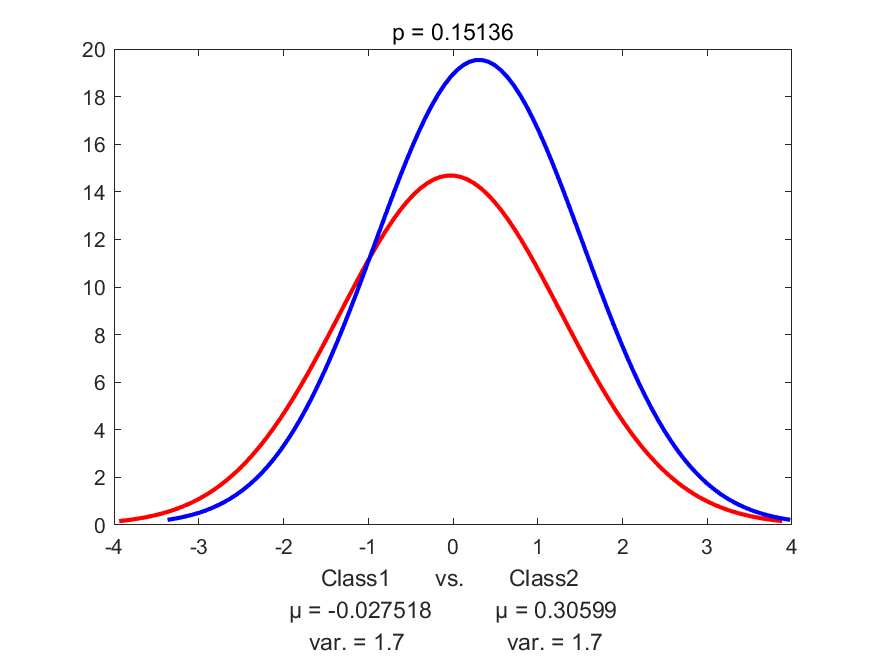 p = 0.15136
20
18
16
14
12
10
8
6
4
2
0
-4 -3 -2 -1 0 1 2 3 4
Class1 vs. Class2
μ = -0.027518 μ = 0.30599
var. = 1.7 var. = 1.7